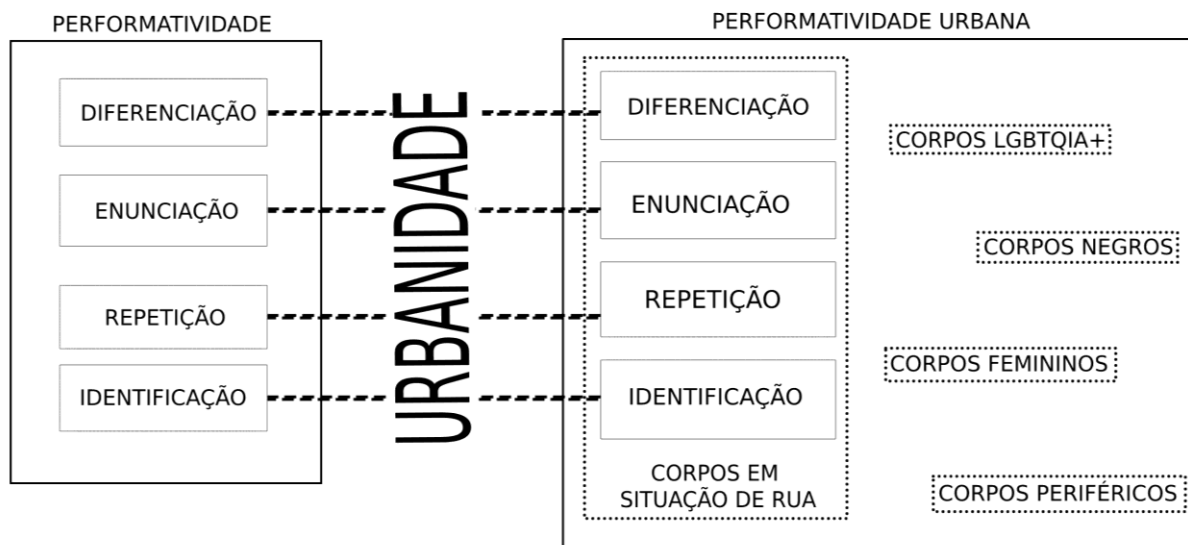 PERFORMATIVIDADE
DIFERENCIAÇÃO
ENUNCIAÇÃO
REPETIÇÃO
IDENTIFICAÇÃO
URBANIDADE
PERFORMATIVIDADE URBANA
DIFERENCIAÇÃO
ENUNCIAÇÃO
REPETIÇÃO
IDENTIFICAÇÃO
CORPOS EM
SITUAÇÃO DE RUA
CORPOS LGBTQIA+
CORPOS NEGROS
CORPOS FEMININOS
CORPOS PERIFÉRICOS